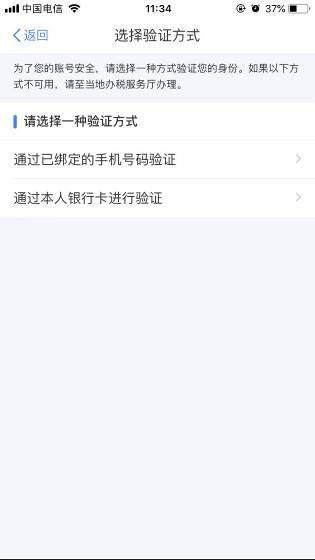 中国电信 11:34 37%
返回 选择验证方式
为了您的账号安全，请选择一种方式验证您的身份。如果以下方
式不可用，请至当地办税服务厅办理。
请选择一种验证方式
通过已绑定的手机号码验证
通过本人银行卡进行验证